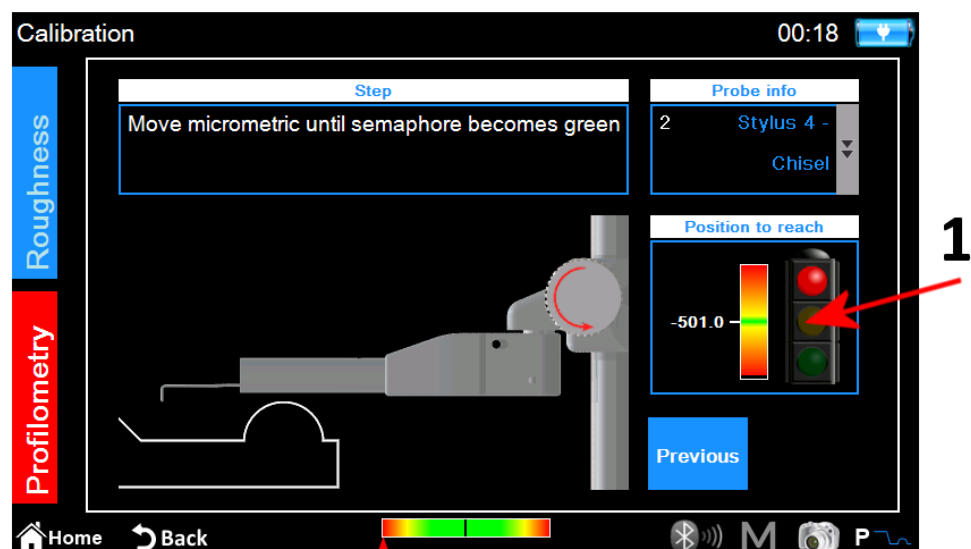 Calibration 00:18
Step
Move micrometric until semaphore becomes green
Probe info
2 Stylus 4 -
Chisel
Roughness
Profilometry
Position to reach
-501.0
1
Previous
Home Back M P